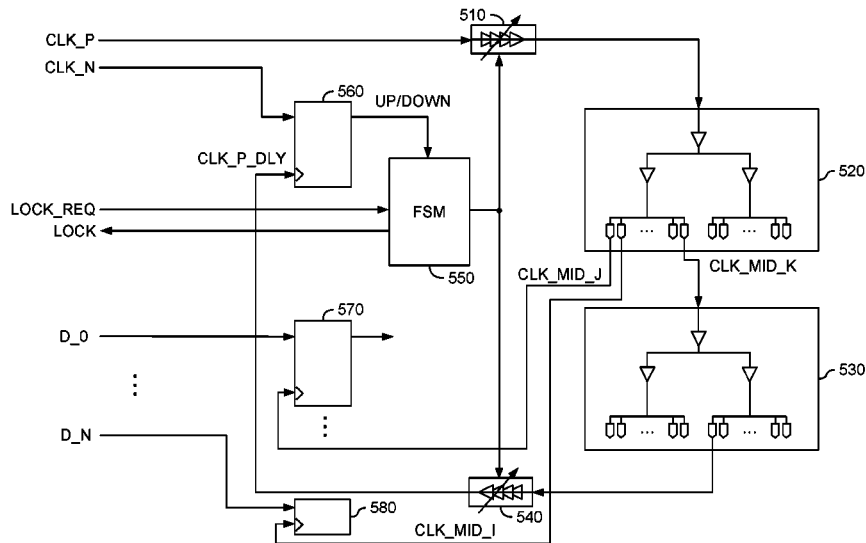 510
CLK_P
CLK_N
560
UP/DOWN
CLK_P_DLY
520
LOCK_REQ
FSM
LOCK
550
CLK_MID_J
CLK_MID_K
570
D_0
530
D_N
580
540
CLK_MID_I